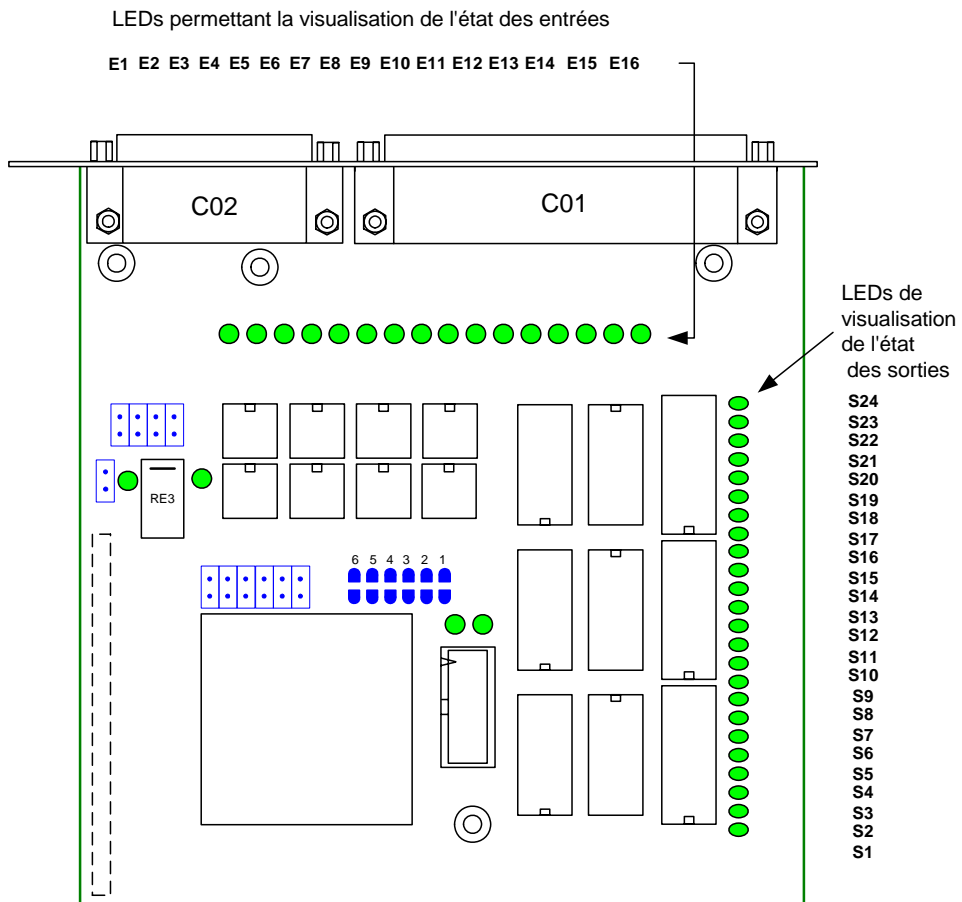 LEDs permettant la visualisation de l'état des entrées
E1 E2 E3 E4 E5 E6 E7 E8 E9 E10 E11 E12 E13 E14 E15 E16
C02
C01
LEDs de
visualisation
de l'état
des sorties
S24
S23
S22
S21
S20
S19
S18
S17
S16
S15
S14
S13
S12
S11
S10
S9
S8
S7
S6
S5
S4
S3
S2
S1
RE3
6 5 4 3 2 1